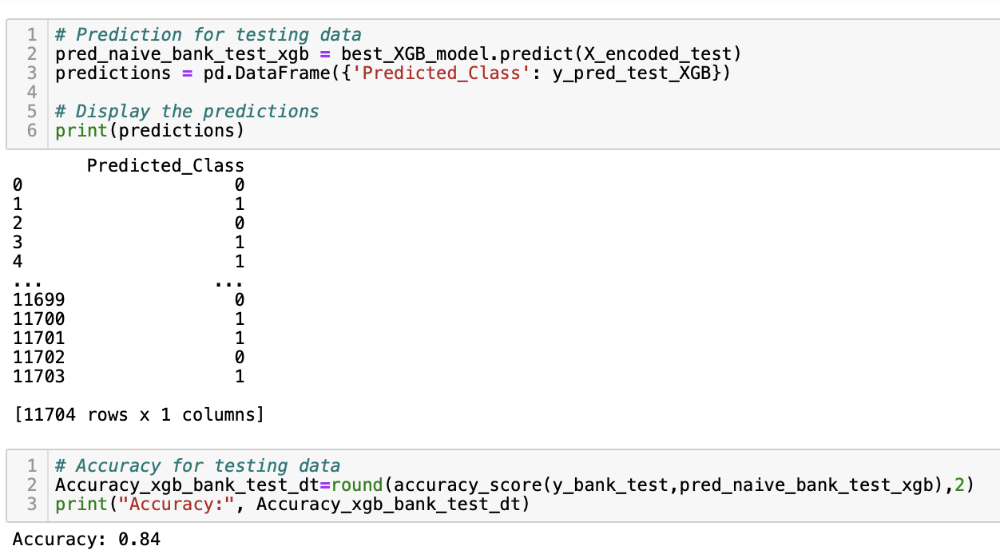 1 # Prediction for testing data
2 pred_naive_bank_test_xgb = best_XGB_model.predict(X_encoded_test)
3 predictions = pd.DataFrame({'Predicted_Class': y_pred_test_XGB})
4
5 # Display the predictions
6 print(predictions)
Predicted_Class
0 0
1 1
2 0
3 1
4 1
... ...
11699 0
11700 1
11701 1
11702 0
11703 1
[11704 rows x 1 columns]
1 # Accuracy for testing data
2 Accuracy_xgb_bank_test_dt=round(accuracy_score(y_bank_test,pred_naive_bank_test_xgb),2)
3 print("Accuracy:", Accuracy_xgb_bank_test_dt)
Accuracy: 0.84